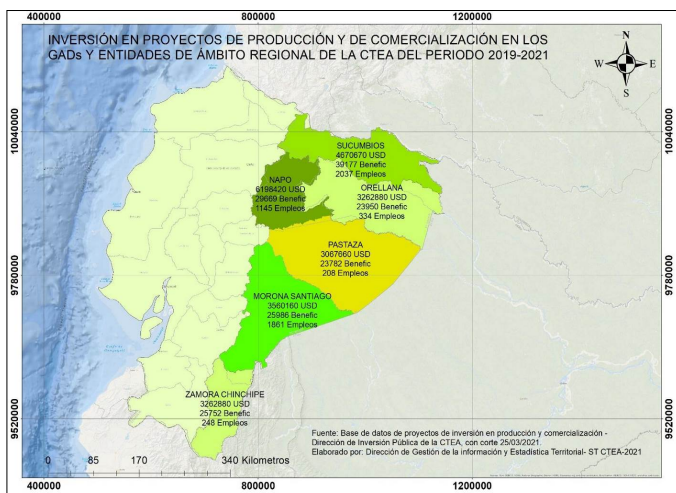 400000 800000 1200000
INVERSIÓN EN PROYECTOS DE PRODUCCIÓN Y DE COMERCIALIZACIÓN EN LOS
GADs Y ENTIDADES DE ÁMBITO REGIONAL DE LA CTEA DEL PERIODO 2019-2021
N
W E
S
10040000 10040000
SUCUMBIOS
4670670 USD
39177 Benefic
2037 Empleos
NAPO
6198420 USD
29669 Benefic
1145 Empleos
ORELLANA
3262880 USD
23950 Benefic
334 Empleos
PASTAZA
3067660 USD
23782 Benefic
208 Empleos
9780000 9780000
MORONA SANTIAGO
3560160 USD
25986 Benefic
1861 Empleos
ZAMORA CHINCHIPE
3262880 USD
25752 Benefic
248 Empleos
9520000 9520000
Fuente: Base de datos de proyectos de inversión en producción y comercialización -
Dirección de Inversión Pública de la CTEA, con corte 25/03/2021.
Elaborado por: Dirección de Gestión de la información y Estadística Territorial- ST CTEA-2021
0 85 170 340 Kilometros
400000 800000 1200000